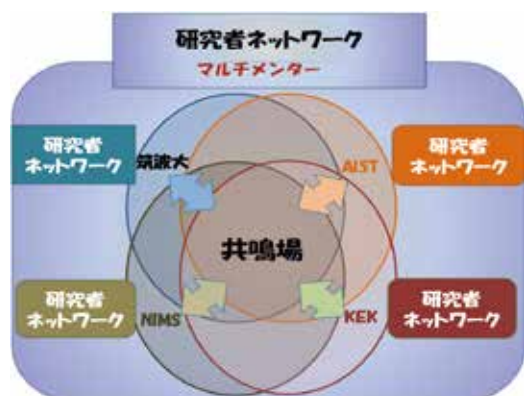 研究者ネットワーク
マルチメンター
研究者
ネットワーク
筑波大
AIST
研究者
ネットワーク
共鳴場
研究者
ネットワーク
NIMS
KEK
研究者
ネットワーク